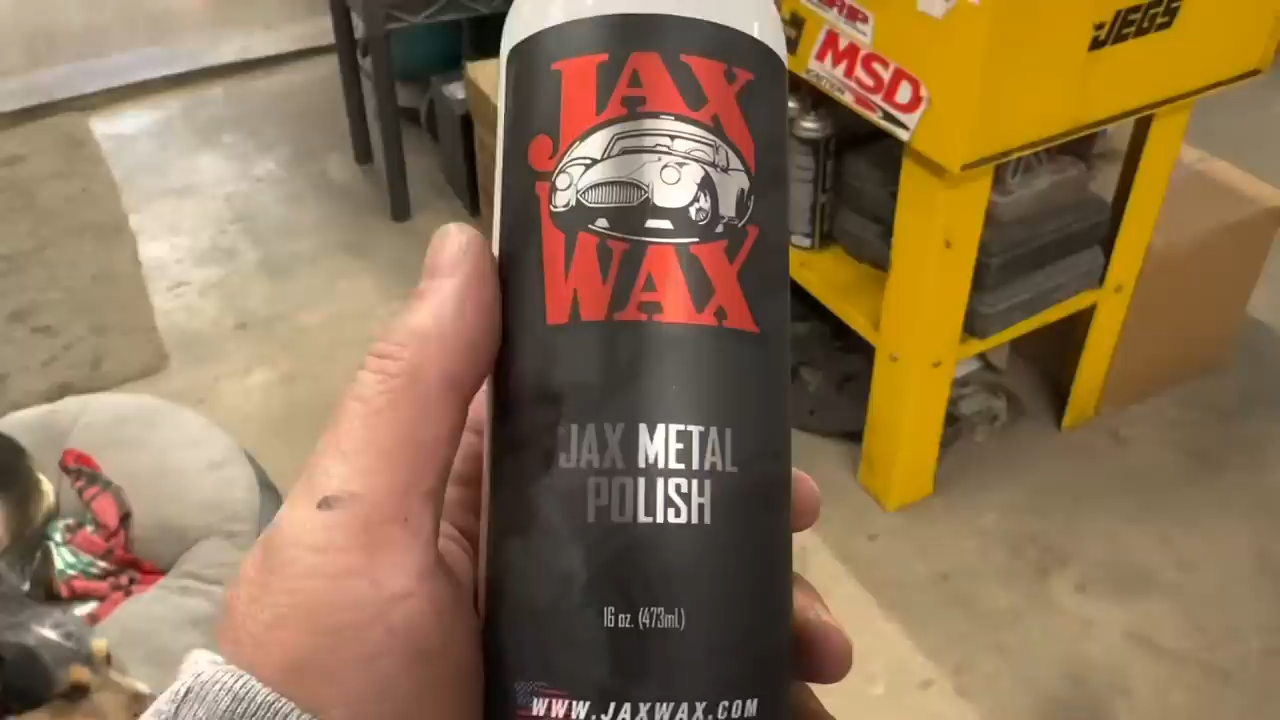 JAX
WAX
JAX METAL
POLISH
16 oz. (473ml.)
WWW.JAXWAX.COM
MSD
JEGS